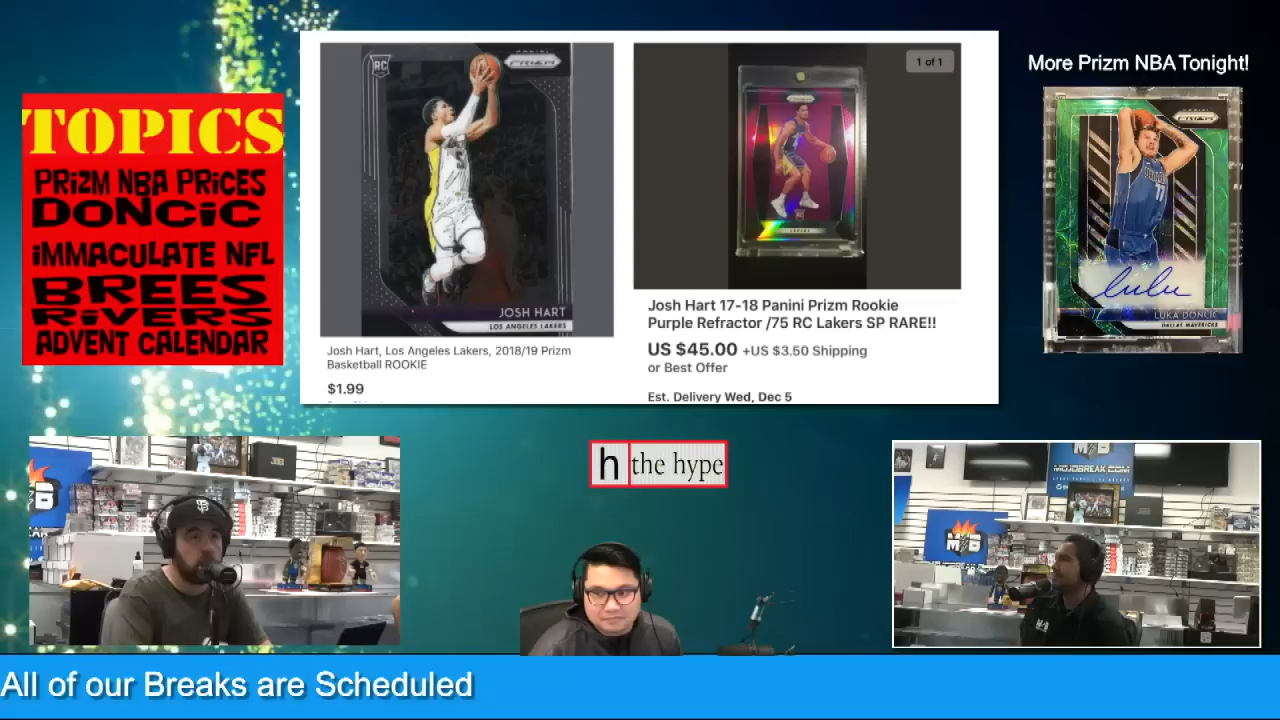 TOPICS
PRiZM NBA PRiCES
DONCiC
iMMACULATE NFL
BREES
RiVERS
ADVENT CALENDAR
RC
PRIZM
JOSH HART
LOS ANGELES LAKERS
Josh Hart, Los Angeles Lakers, 2018/19 Prizm
Basketball ROOKIE
$1.99
1 of 1
Josh Hart 17-18 Panini Prizm Rookie
Purple Refractor /75 RC Lakers SP RARE!!
US $45.00 +US $3.50 Shipping
or Best Offer
Est. Delivery Wed, Dec 5
More Prizm NBA Tonight!
LUKA DONCIC
DALLAS MAVERICKS
h the hype
MOJOBREAK.COM
All of our Breaks are Scheduled